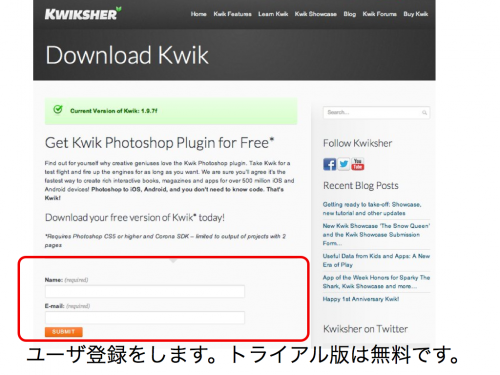 KWIKSHER
Home Kwik Features Learn Kwik Kwik Showcase Blog Kwik Forums Buy Kwik
Download Kwik
Current Version of Kwik: 1.9.7f
Get Kwik Photoshop Plugin for Free*
Find out for yourself why creative geniuses love the Kwik Photoshop plugin. Take Kwik for a
test flight and fire up the engines for as long as you want. We are sure you'll agree it's the
fastest way to create rich interactive books, magazines and apps for over 500 million iOS and
Android devices! Photoshop to iOS, Android, and you don't need to know code. That's
Kwik!
Download your free version of Kwik* today!
*Requires Photoshop CS5 or higher and Corona SDK – limited to output of projects with 2
pages
Name: (required)
E-mail: (required)
SUBMIT
Search...
Follow Kwiksher
You Tube
Recent Blog Posts
Getting ready to take-off: Showcase,
new tutorial and other updates
New Kwik Showcase 'The Snow Queen'
and the Kwik Showcase Submission
Form...
Useful Data from Kids and Apps: A New
Era of Play
App of the Week Honors for Sparky The
Shark, Kwik Showcase and more...
Happy 1st Anniversary Kwik!
Kwiksher on Twitter
ユーザ登録をします。トライアル版は無料です。